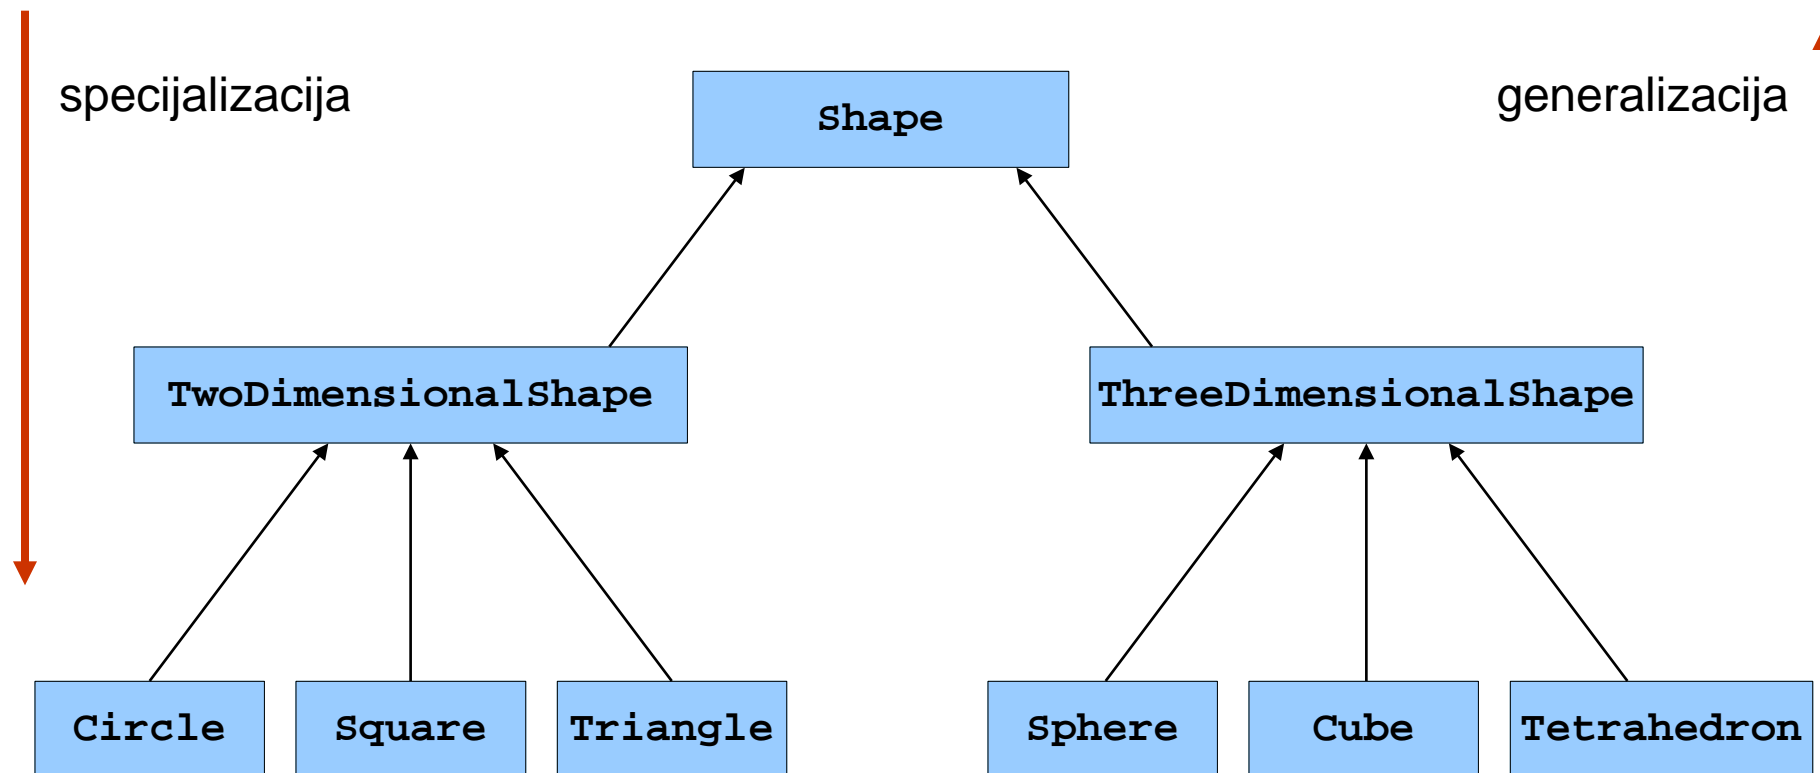 specijalizacija
Shape
generalizacija
TwoDimensionalShape
ThreeDimensionalShape
Circle
Square
Triangle
Sphere
Cube
Tetrahedron